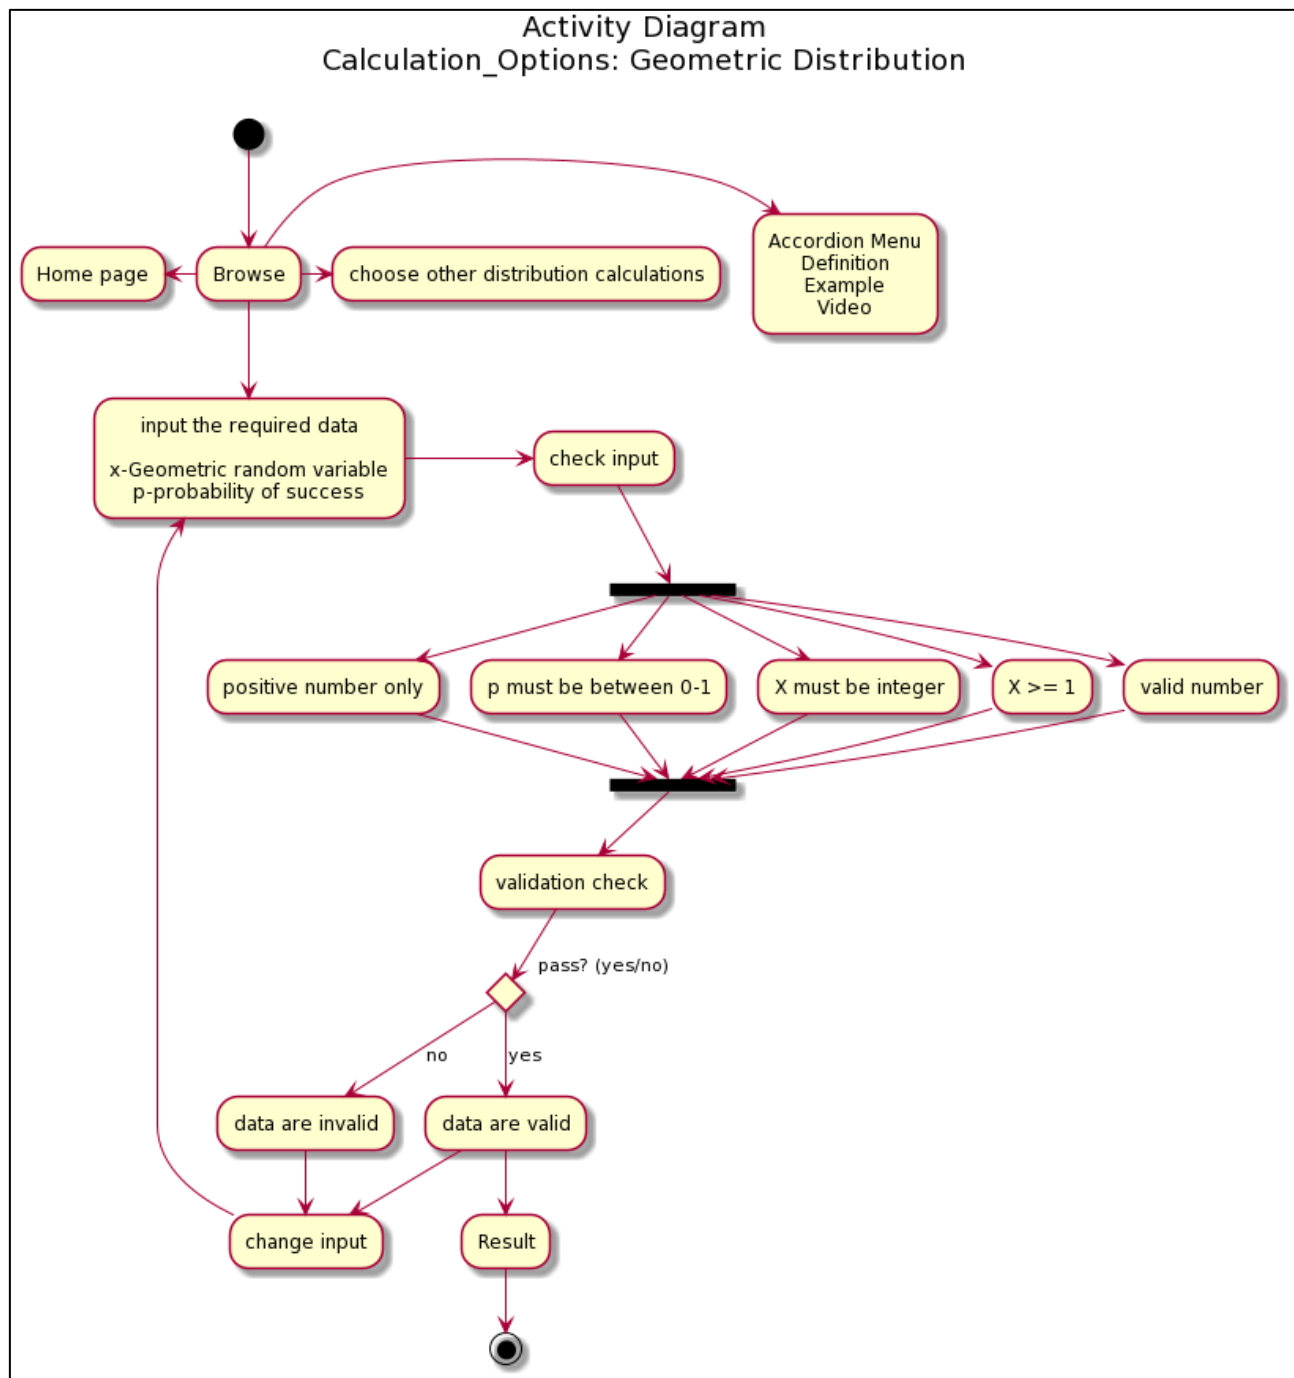 Activity Diagram
Calculation_Options: Geometric Distribution
Home page
Browse
choose other distribution calculations
Accordion Menu
Definition
Example
Video
input the required data
x-Geometric random variable
p-probability of success
check input
positive number only
p must be between 0-1
X must be integer
X >= 1
valid number
validation check
pass? (yes/no)
no
yes
data are invalid
data are valid
change input
Result